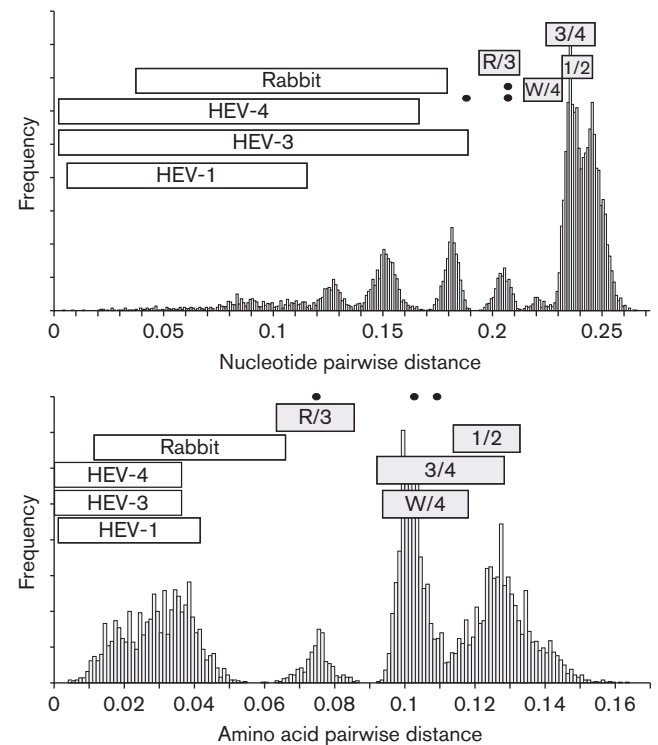 3/4
R/3
1/2
Rabbit
W/4
HEV-4
HEV-3
HEV-1
Frequency
0 0.05 0.1 0.15 0.2 0.25
Nucleotide pairwise distance
R/3
1/2
Rabbit
HEV-4
3/4
HEV-3
W/4
HEV-1
Frequency
0 0.02 0.04 0.06 0.08 0.1 0.12 0.14 0.16
Amino acid pairwise distance